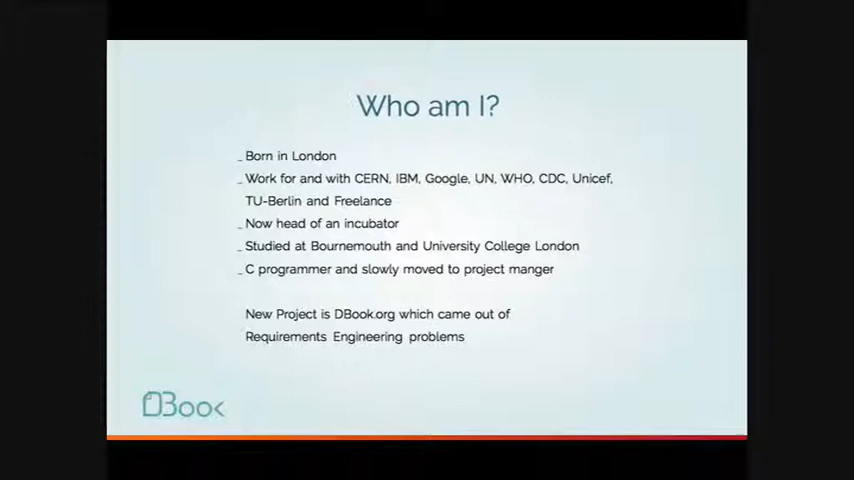 Who am I?
_ Born in London
_ Work for and with CERN, IBM, Google, UN, WHO, CDC, Unicef,
TU-Berlin and Freelance
_ Now head of an incubator
_ Studied at Bournemouth and University College London
_ C programmer and slowly moved to project manger
New Project is DBook.org which came out of
Requirements Engineering problems
DBook